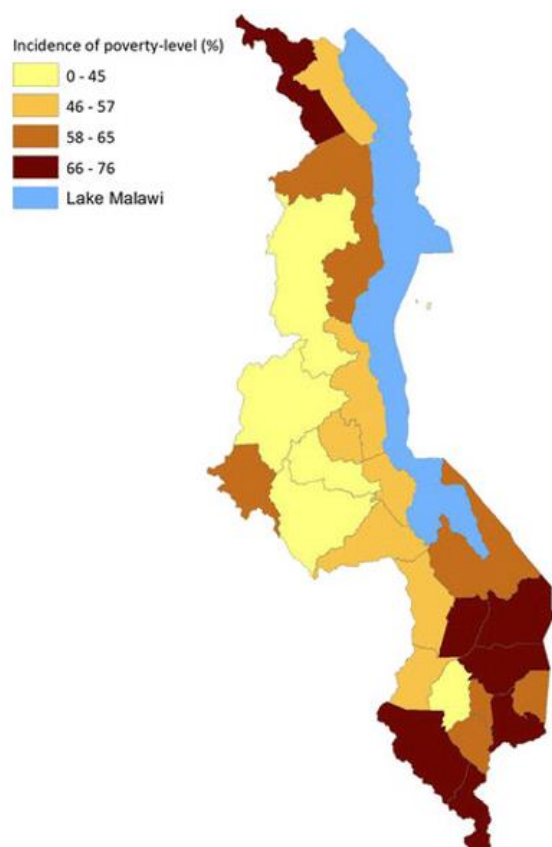 Incidence of poverty-level (%)
0 - 45
46 - 57
58 - 65
66 - 76
Lake Malawi